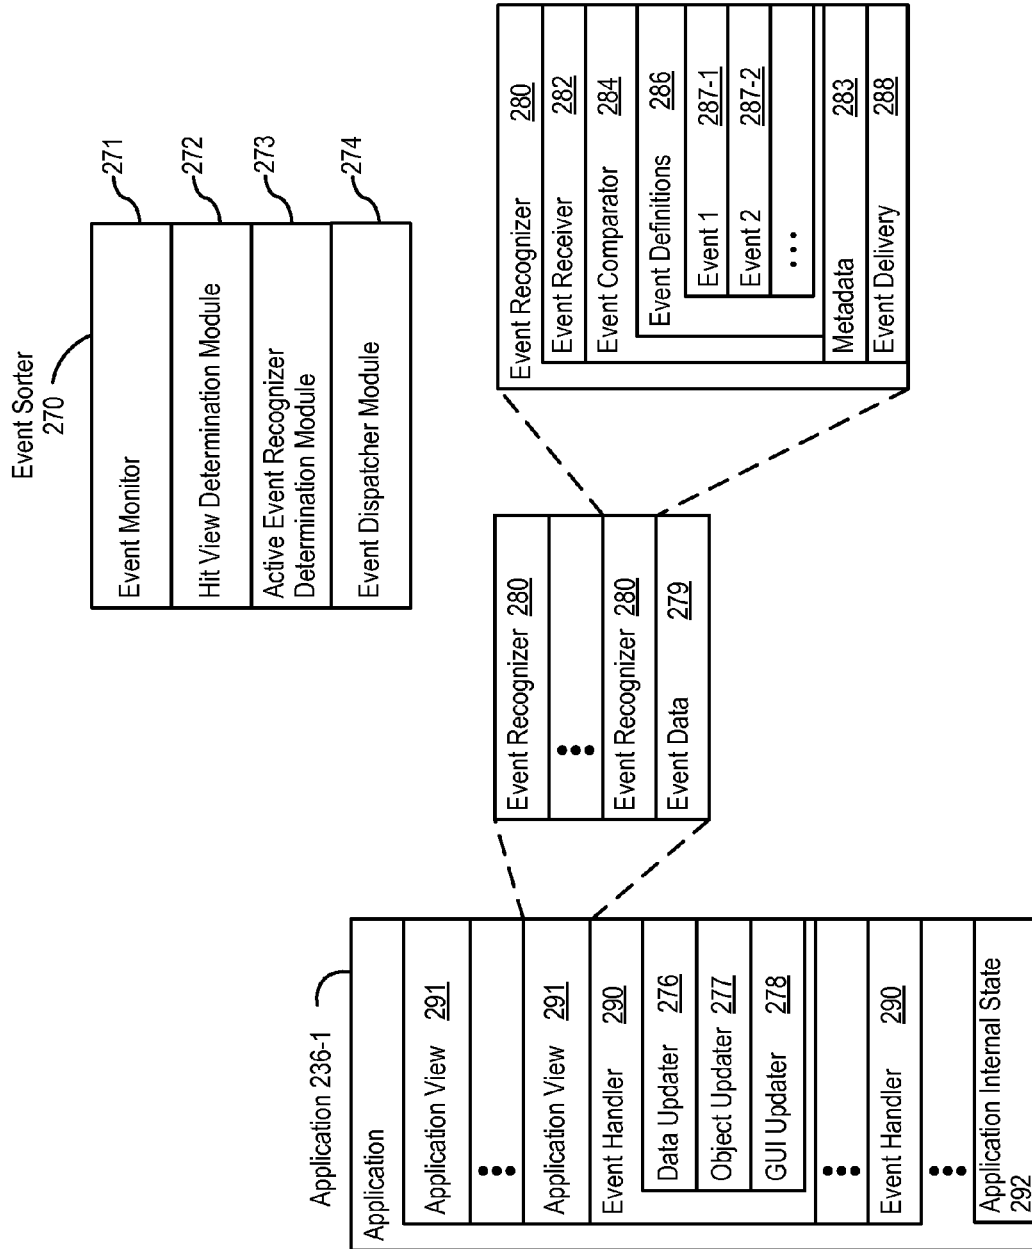 Event Sorter
270
Event Monitor
271
Hit View Determination Module
272
Active Event Recognizer
Determination Module
273
Event Dispatcher Module
274
Application 236-1
Application
Application View 291
•••
Application View 291
Event Handler 290
Data Updater 276
Object Updater 277
GUI Updater 278
•••
Event Handler 290
•••
Application Internal State
292
Event Recognizer 280
•••
Event Recognizer 280
Event Data 279
Event Recognizer 280
Event Receiver 282
Event Comparator 284
Event Definitions 286
Event 1 287-1
Event 2 287-2
•••
Metadata 283
Event Delivery 288